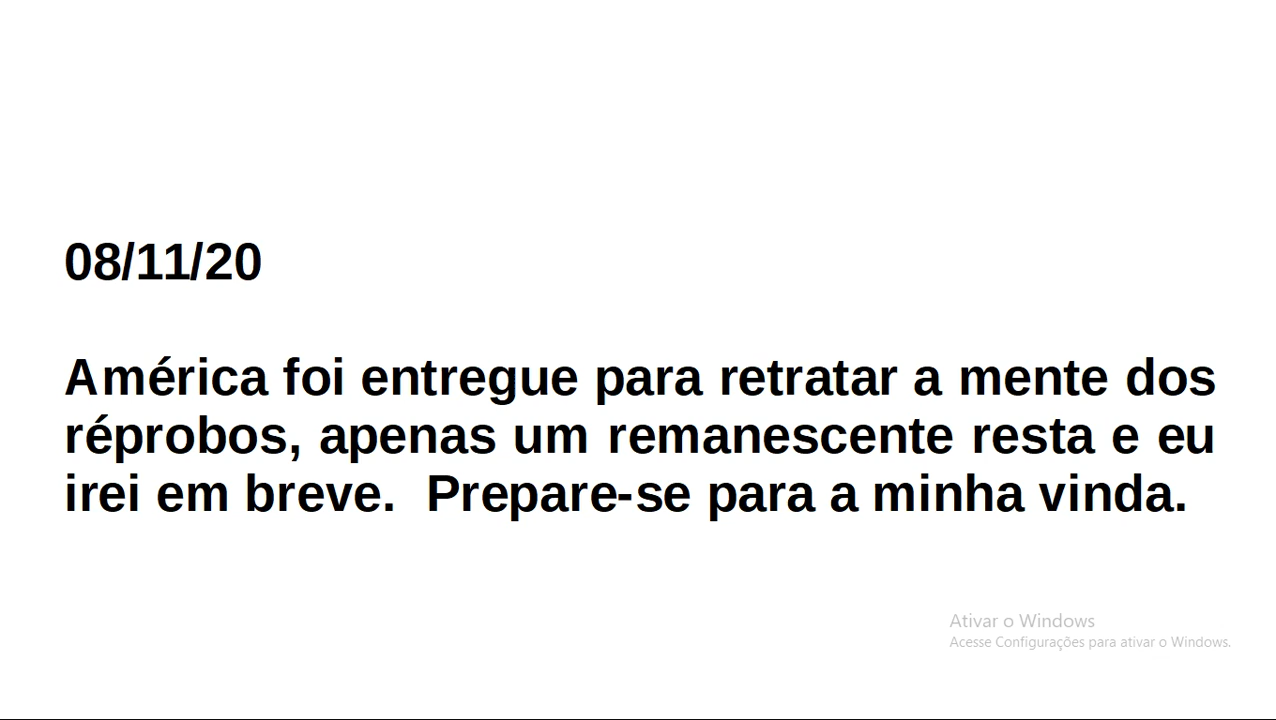 08/11/20
América foi entregue para retratar a mente dos
réprobos, apenas um remanescente resta e eu
irei em breve.  Prepare-se para a minha vinda.
Ativar o Windows
Acesse Configurações para ativar o Windows.